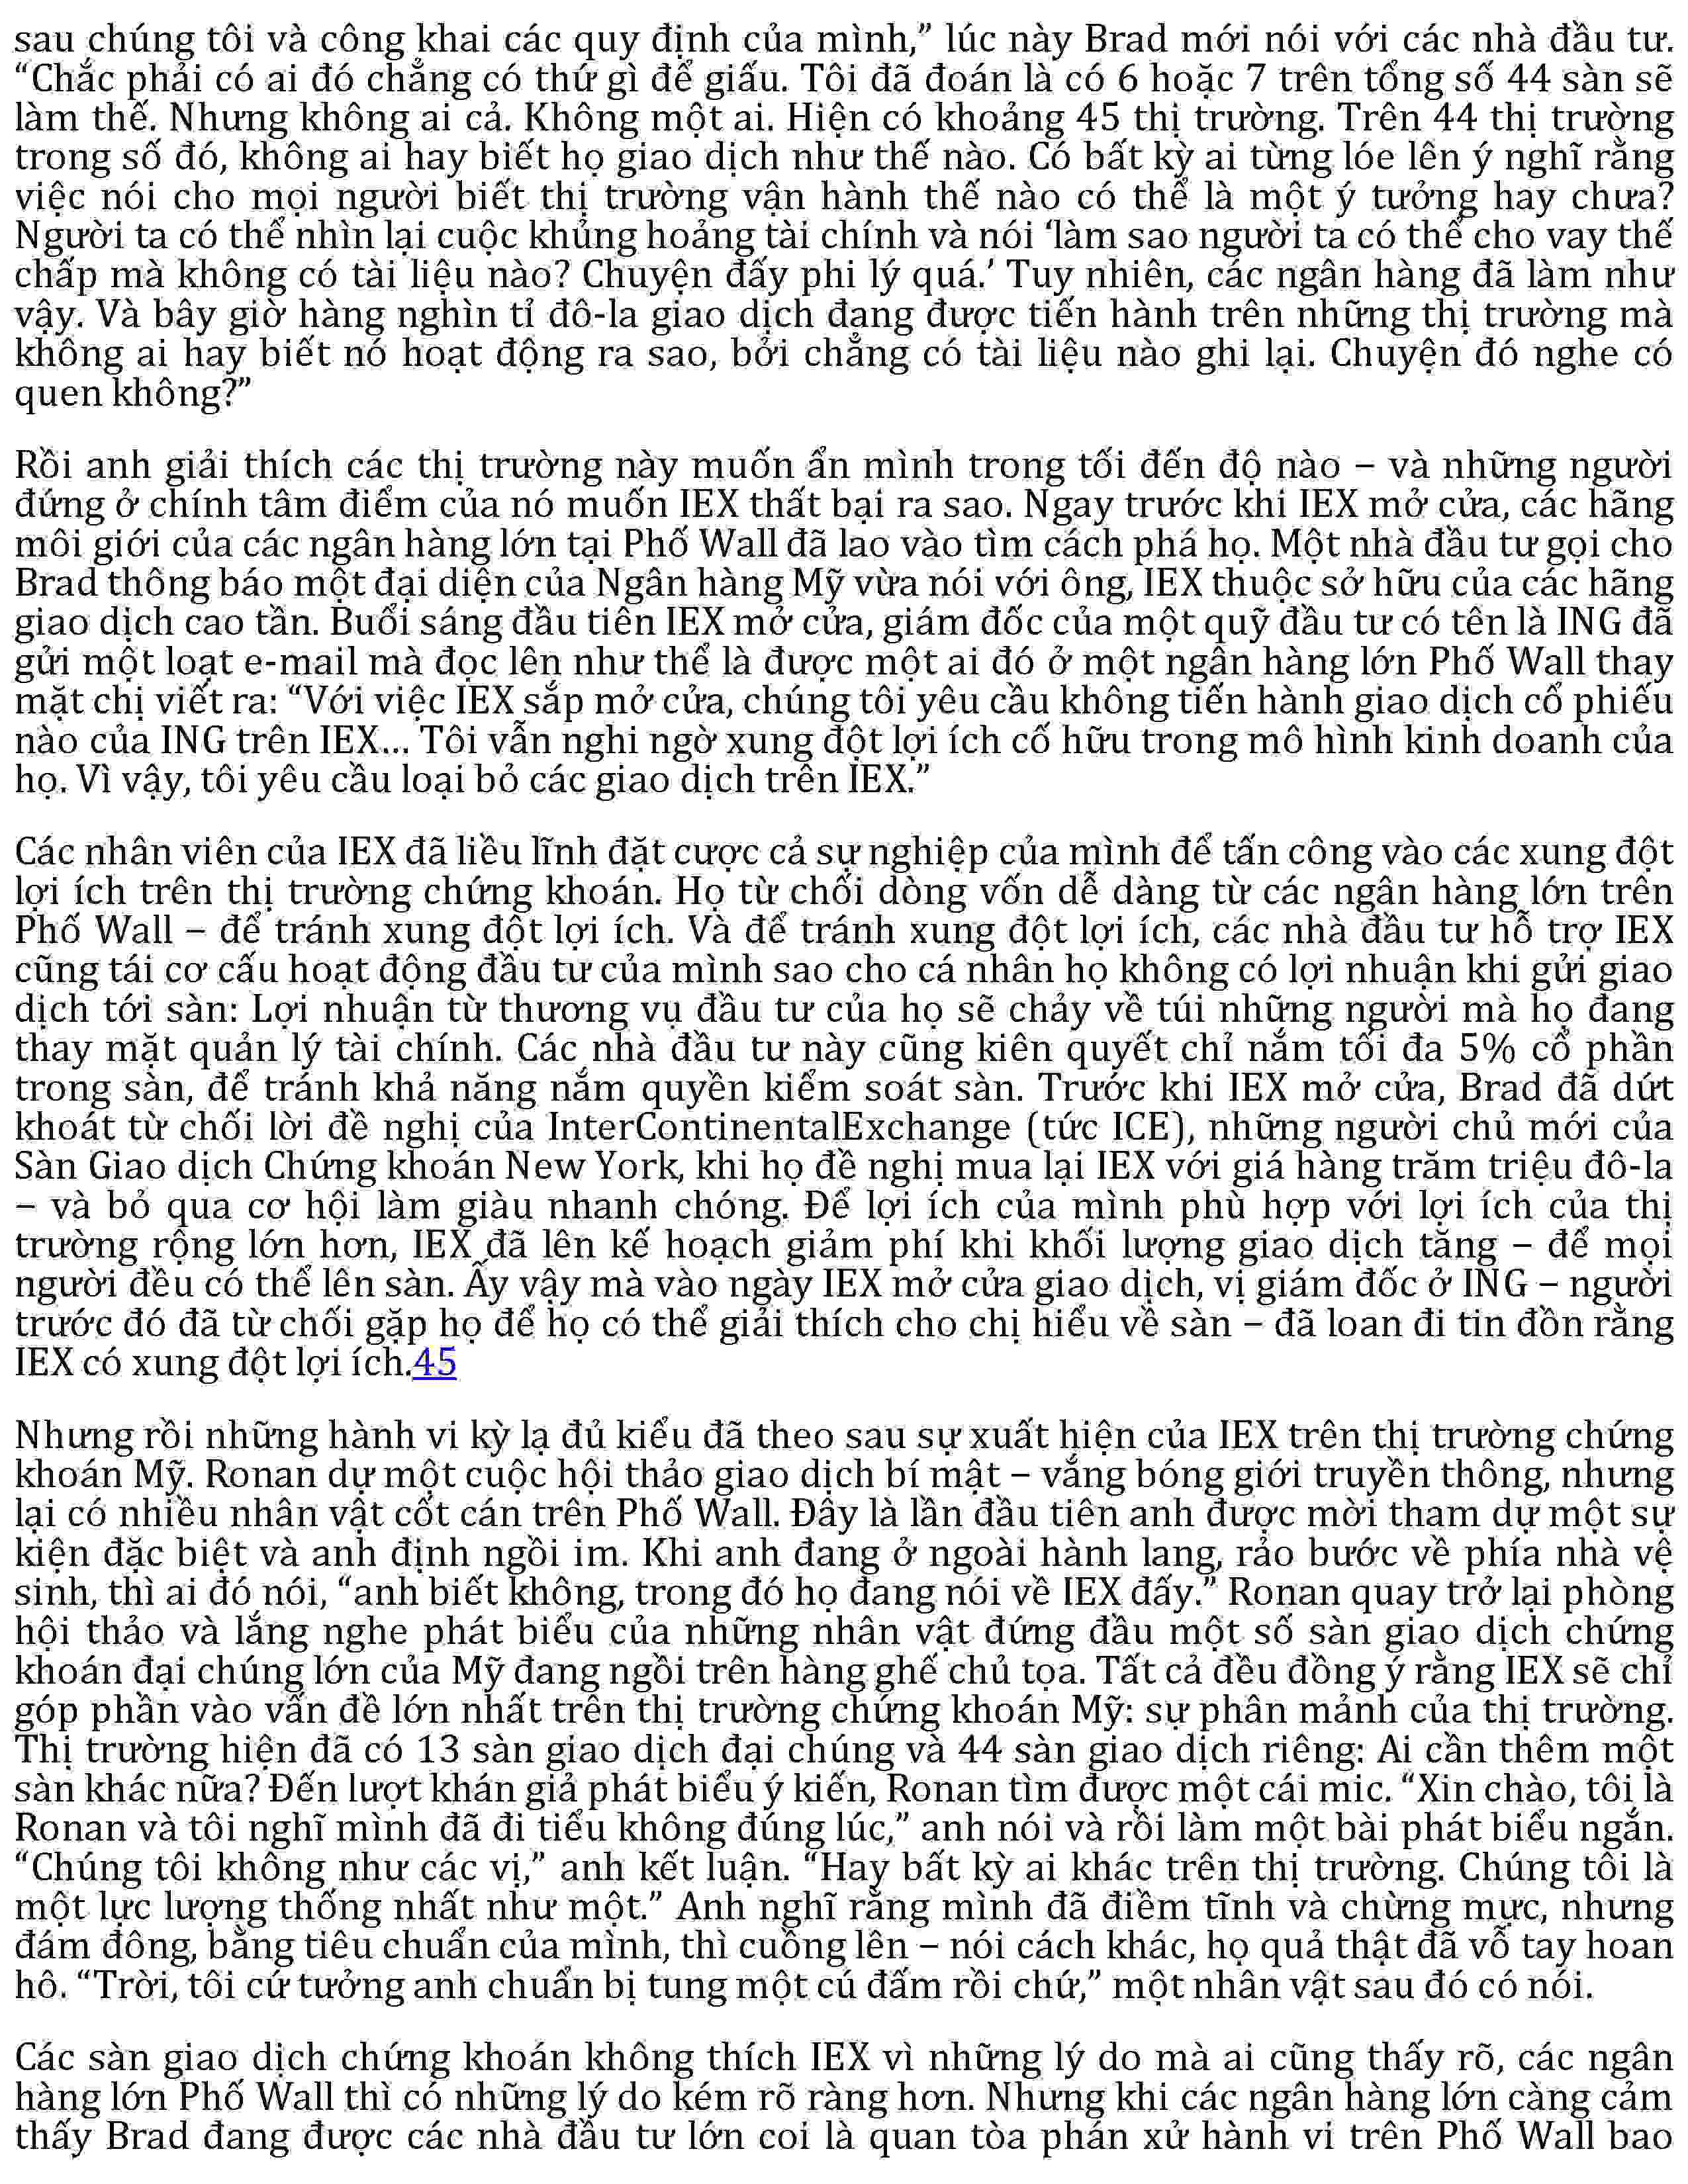 sau chúng tôi và công khai các quy định của mình,” lúc này Brad mới nói với các nhà đầu tư.
“Chắc phải có ai đó chẳng có thứ gì để giấu. Tôi đã đoán là có 6 hoặc 7 trên tổng số 44 sàn sẽ
làm thế. Nhưng không ai cả. Không một ai. Hiện có khoảng 45 thị trường. Trên 44 thị trường
trong số đó, không ai hay biết họ giao dịch như thế nào. Có bất kỳ ai từng lóe lên ý nghĩ rằng
việc nói cho mọi người biết thị trường vận hành thế nào có thể là một ý tưởng hay chưa?
Người ta có thể nhìn lại cuộc khủng hoảng tài chính và nói ‘làm sao người ta có thể cho vay thế
chấp mà không có tài liệu nào? Chuyện đấy phi lý quá.’ Tuy nhiên, các ngân hàng đã làm như
vậy. Và bây giờ hàng nghìn tỉ đô-la giao dịch đang được tiến hành trên những thị trường mà
không ai hay biết nó hoạt động ra sao, bởi chẳng có tài liệu nào ghi lại. Chuyện đó nghe có
quen không?”
Rồi anh giải thích các thị trường này muốn ẩn mình trong tối đến độ nào – và những người
đứng ở chính tâm điểm của nó muốn IEX thất bại ra sao. Ngay trước khi IEX mở cửa, các hãng
môi giới của các ngân hàng lớn tại Phố Wall đã lao vào tìm cách phá họ. Một nhà đầu tư gọi cho
Brad thông báo một đại diện của Ngân hàng Mỹ vừa nói với ông, IEX thuộc sở hữu của các hãng
giao dịch cao tần. Buổi sáng đầu tiên IEX mở cửa, giám đốc của một quỹ đầu tư có tên là ING đã
gửi một loạt e-mail mà đọc lên như thể là được một ai đó ở một ngân hàng lớn Phố Wall thay
mặt chị viết ra: “Với việc IEX sắp mở cửa, chúng tôi yêu cầu không tiến hành giao dịch cổ phiếu
nào của ING trên IEX... Tôi vẫn nghi ngờ xung đột lợi ích cố hữu trong mô hình kinh doanh của
họ. Vì vậy, tôi yêu cầu loại bỏ các giao dịch trên IEX.”
Các nhân viên của IEX đã liều lĩnh đặt cược cả sự nghiệp của mình để tấn công vào các xung đột
lợi ích trên thị trường chứng khoán. Họ từ chối dòng vốn dễ dàng từ các ngân hàng lớn trên
Phố Wall – để tránh xung đột lợi ích. Và để tránh xung đột lợi ích, các nhà đầu tư hỗ trợ IEX
cũng tái cơ cấu hoạt động đầu tư của mình sao cho cá nhân họ không có lợi nhuận khi gửi giao
dịch tới sàn: Lợi nhuận từ thương vụ đầu tư của họ sẽ chảy về túi những người mà họ đang
thay mặt quản lý tài chính. Các nhà đầu tư này cũng kiên quyết chỉ nắm tối đa 5% cổ phần
trong sàn, để tránh khả năng nắm quyền kiểm soát sàn. Trước khi IEX mở cửa, Brad đã dứt
khoát từ chối lời đề nghị của InterContinentalExchange (tức ICE), những người chủ mới của
Sàn Giao dịch Chứng khoán New York, khi họ đề nghị mua lại IEX với giá hàng trăm triệu đô-la
– và bỏ qua cơ hội làm giàu nhanh chóng. Để lợi ích của mình phù hợp với lợi ích của thị
trường rộng lớn hơn, IEX đã lên kế hoạch giảm phí khi khối lượng giao dịch tăng – để mọi
người đều có thể lên sàn. Ấy vậy mà vào ngày IEX mở cửa giao dịch, vị giám đốc ở ING – người
trước đó đã từ chối gặp họ để họ có thể giải thích cho chị hiểu về sàn – đã loan đi tin đồn rằng
IEX có xung đột lợi ích.45
Nhưng rồi những hành vi kỳ lạ đủ kiểu đã theo sau sự xuất hiện của IEX trên thị trường chứng
khoán Mỹ. Ronan dự một cuộc hội thảo giao dịch bí mật – vắng bóng giới truyền thông, nhưng
lại có nhiều nhân vật cốt cán trên Phố Wall. Đây là lần đầu tiên anh được mời tham dự một sự
kiện đặc biệt và anh định ngồi im. Khi anh đang ở ngoài hành lang, rảo bước về phía nhà vệ
sinh, thì ai đó nói, “anh biết không, trong đó họ đang nói về IEX đấy.” Ronan quay trở lại phòng
hội thảo và lắng nghe phát biểu của những nhân vật đứng đầu một số sàn giao dịch chứng
khoán đại chúng lớn của Mỹ đang ngồi trên hàng ghế chủ tọa. Tất cả đều đồng ý rằng IEX sẽ chỉ
góp phần vào vấn đề lớn nhất trên thị trường chứng khoán Mỹ: sự phân mảnh của thị trường.
Thị trường hiện đã có 13 sàn giao dịch đại chúng và 44 sàn giao dịch riêng: Ai cần thêm một
sàn khác nữa? Đến lượt khán giả phát biểu ý kiến, Ronan tìm được một cái mic. “Xin chào, tôi là
Ronan và tôi nghĩ mình đã đi tiểu không đúng lúc,” anh nói và rồi làm một bài phát biểu ngắn.
“Chúng tôi không như các vị,” anh kết luận. “Hay bất kỳ ai khác trên thị trường. Chúng tôi là
một lực lượng thống nhất như một.” Anh nghĩ rằng mình đã điềm tĩnh và chừng mực, nhưng
đám đông, bằng tiêu chuẩn của mình, thì cuồng lên – nói cách khác, họ quả thật đã vỗ tay hoan
hô. “Trời, tôi cứ tưởng anh chuẩn bị tung một cú đấm rồi chứ,” một nhân vật sau đó có nói.
Các sàn giao dịch chứng khoán không thích IEX vì những lý do mà ai cũng thấy rõ, các ngân
hàng lớn Phố Wall thì có những lý do kém rõ ràng hơn. Nhưng khi các ngân hàng lớn càng cảm
thấy Brad đang được các nhà đầu tư lớn coi là quan tòa phán xử hành vi trên Phố Wall bao